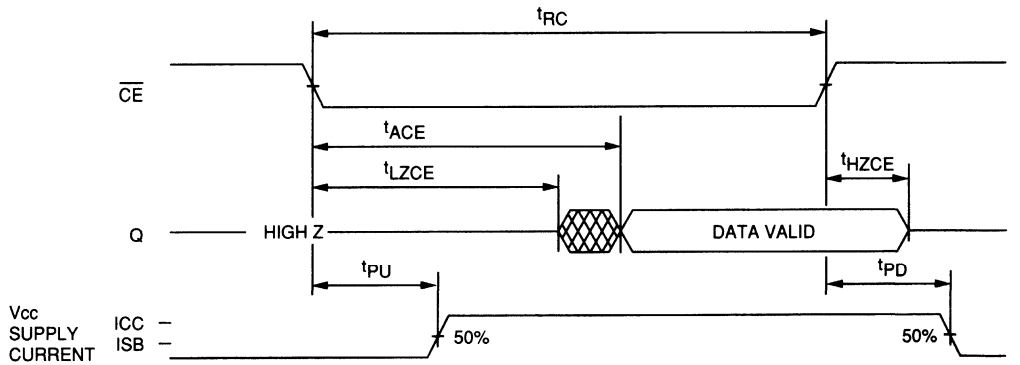 tRC
CE
tACE
tLZCE
tHZCE
Q
HIGH Z
DATA VALID
tPU
tPD
Vcc
SUPPLY
CURRENT
ICC
ISB
50%
50%